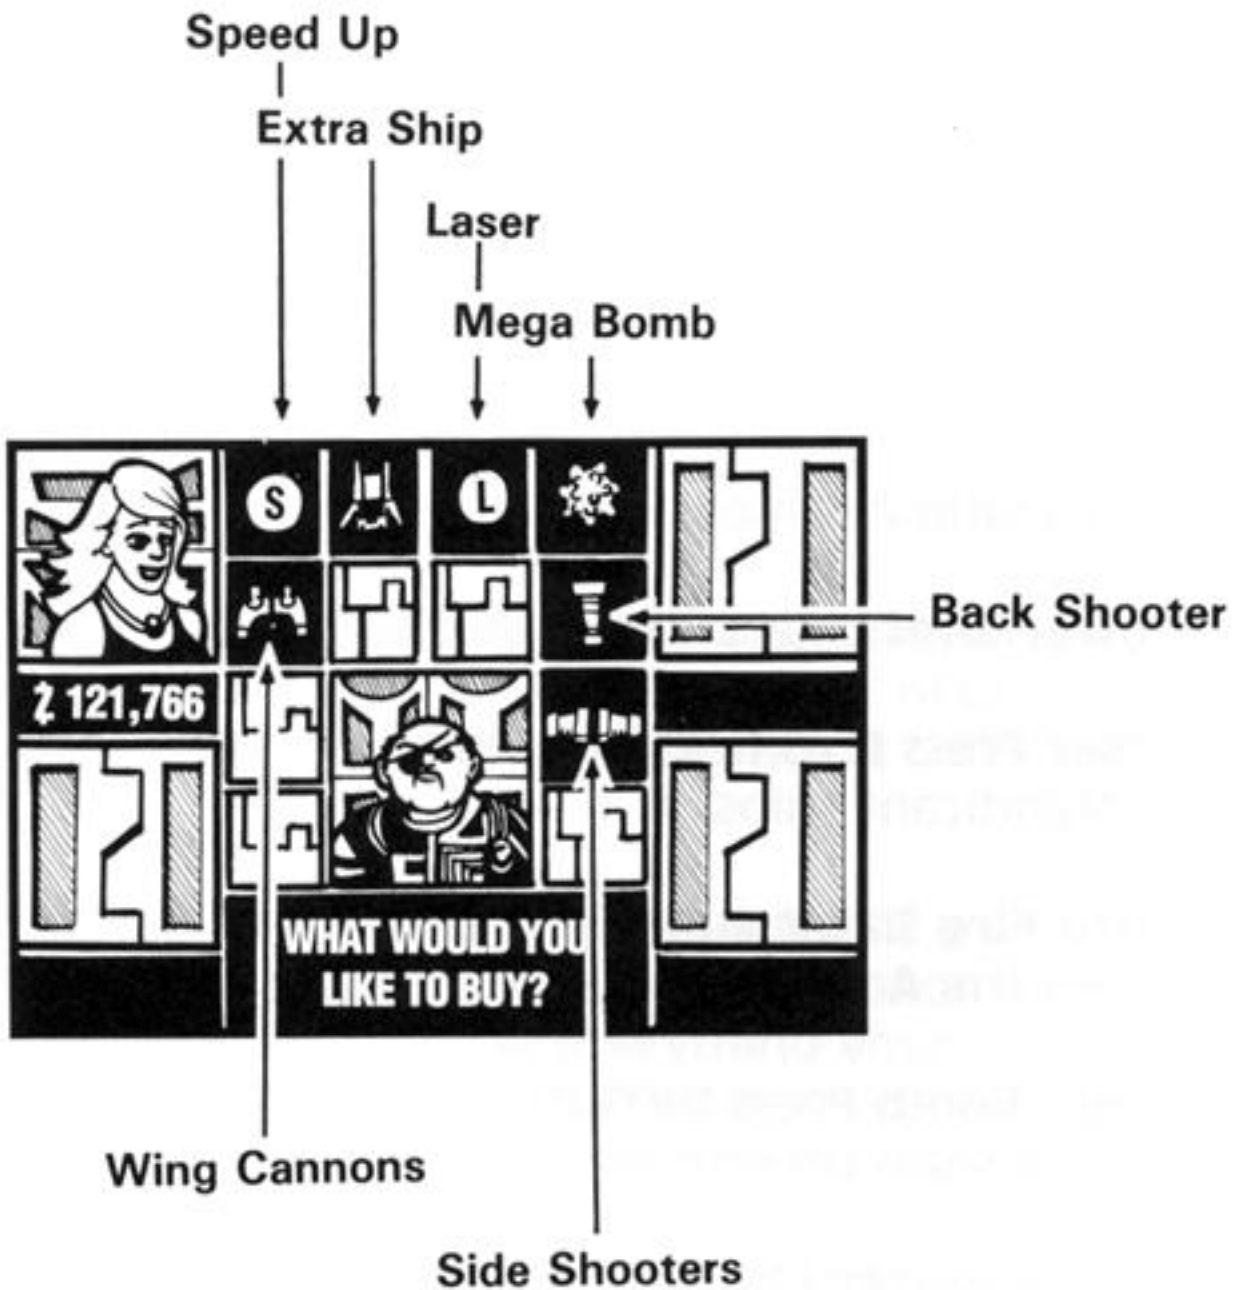 Speed Up
Extra Ship
Laser
Mega Bomb
S
L
Back Shooter
121,766
WHAT WOULD YOU
LIKE TO BUY?
Wing Cannons
Side Shooters